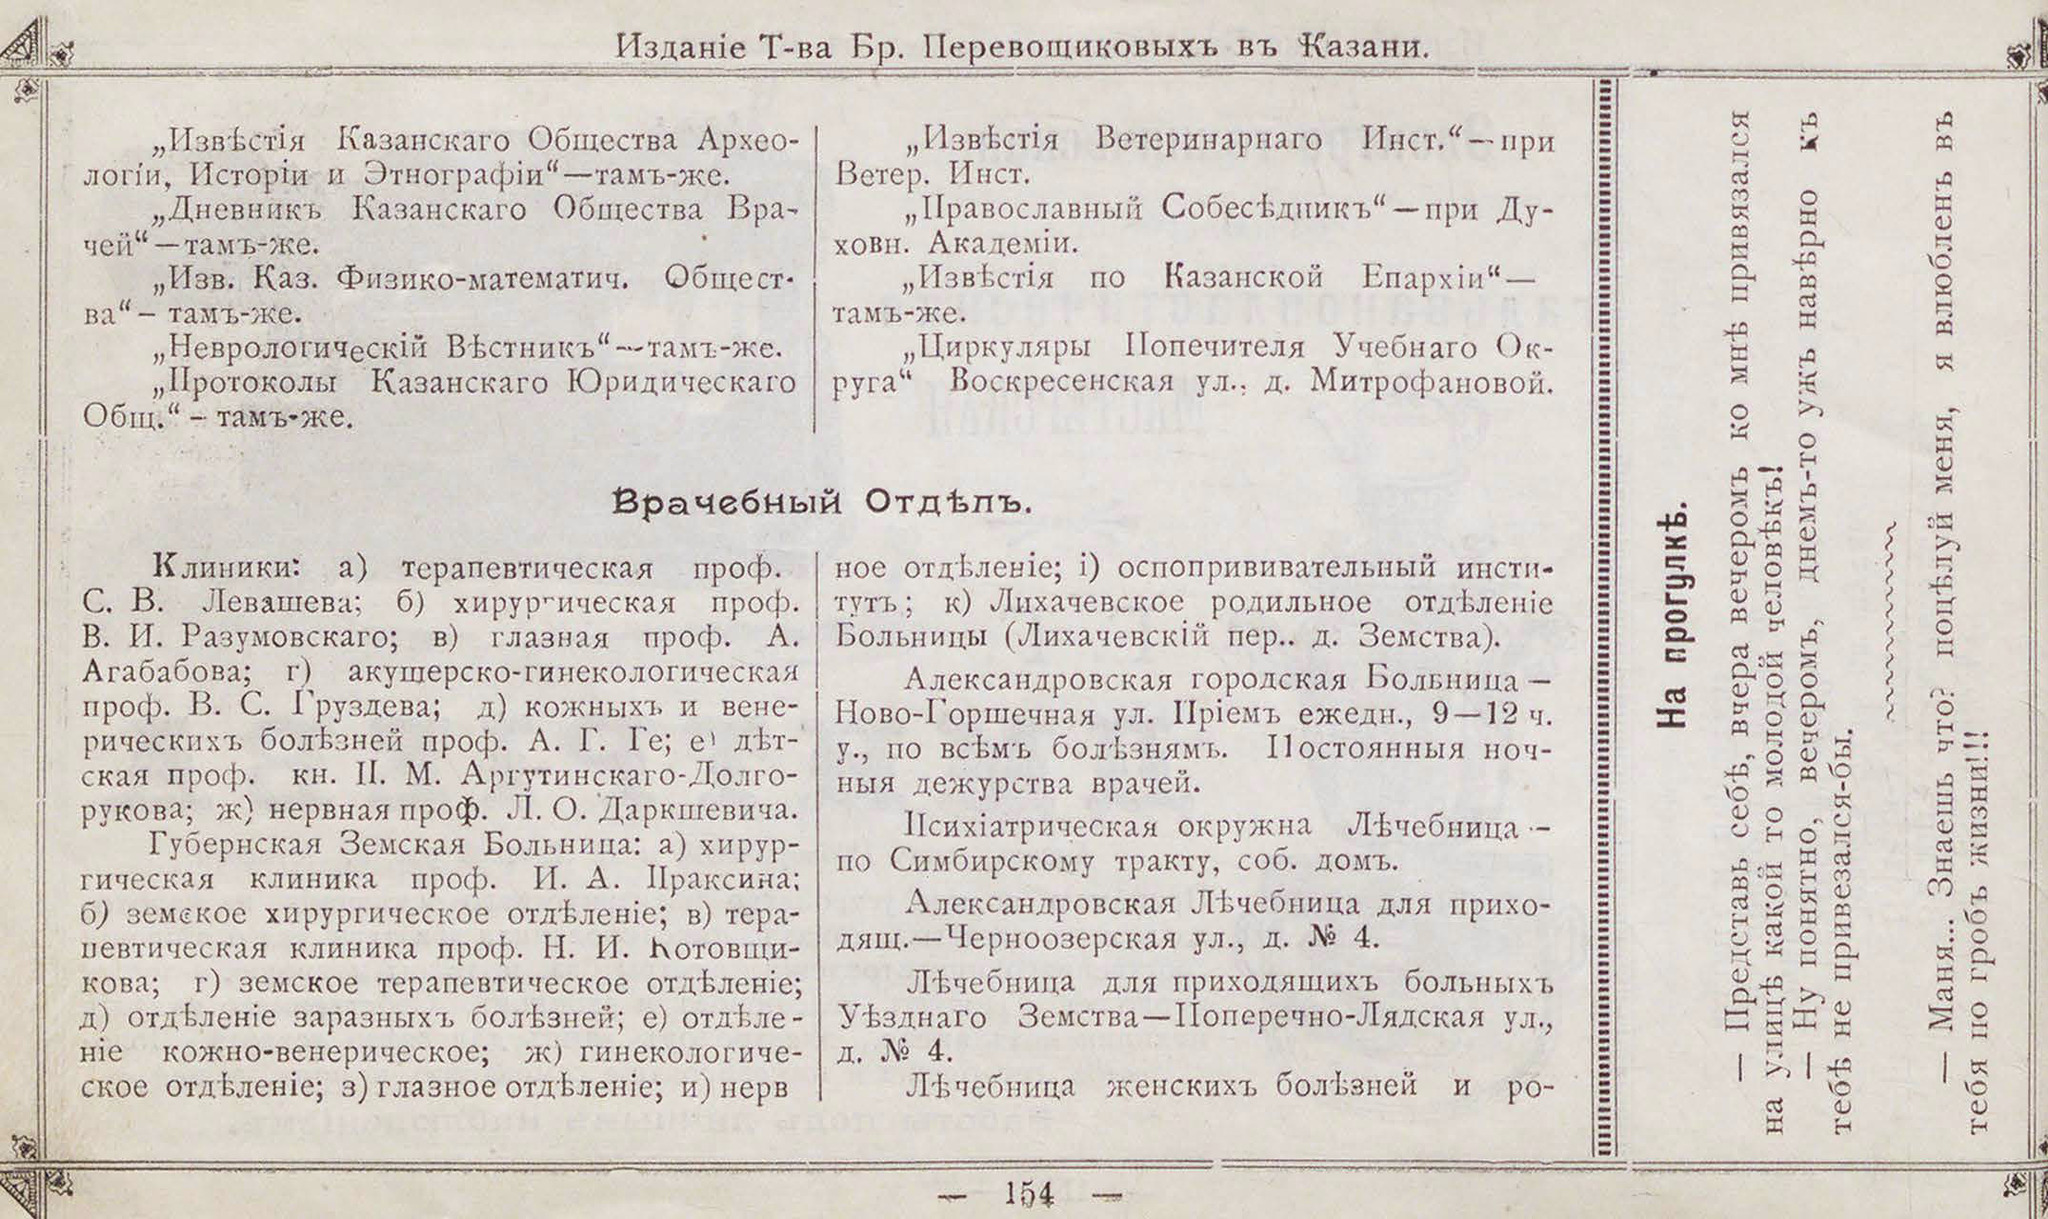 Изданіе Т-ва Бр. Перевощиковыхъ въ Казани.
„Извѣстія Казанскаго Общества Архео-
логіи, Исторіи и Этнографіи“—тамъ-же.
„Дневникъ Казанскаго Общества Вра-
чей“—тамъ-же.
„Изв. Каз. Физико-математич. Общест-
ва“– тамъ-же.
„Неврологическій Вѣстникъ“—тамъ-же.
„Протоколы Казанскаго Юридическаго
Общ.“ – тамъ-же.
„Извѣстія Ветеринарнаго Инст.“—при
Ветер. Инст.
„Православный Собесѣдникъ“—при Ду-
ховн. Академіи.
„Извѣстія по Казанской Епархіи“—
тамъ-же.
„Циркуляры Попечителя Учебнаго Ок-
руга“ Воскресенская ул., д. Митрофановой.
Врачебный Отдѣлъ.
Клиники: а) терапевтическая проф.
С. В. Левашева; б) хирургическая проф.
В. И. Разумовскаго; в) глазная проф. А.
Агабабова; г) акушерско-гинекологическая
проф. В. С. Груздева; д) кожныхъ и вене-
рическихъ болѣзней проф. А. Г. Ге; е) дѣт-
ская проф. кн. П. М. Аргутинскаго-Долго-
рукова; ж) нервная проф. Л. О. Даркшевича.
Губернская Земская Больница: а) хирур-
гическая клиника проф. И. А. Праксина;
б) земское хирургическое отдѣленіе; в) тера-
певтическая клиника проф. Н. И. Котовщи-
кова; г) земское терапевтическое отдѣленіе;
д) отдѣленіе заразныхъ болѣзней; е) отдѣле-
ніе кожно-венерическое; ж) гинекологиче-
ское отдѣленіе; з) глазное отдѣленіе; и) нерв
ное отдѣленіе; і) оспопрививательный инсти-
тутъ; к) Лихачевское родильное отдѣленіе
Больницы (Лихачевскій пер.. д. Земства).
Александровская городская Больница—
Ново-Горшечная ул. Пріемъ ежедн., 9—12 ч.
у., по всѣмъ болѣзнямъ. Постоянныя ноч-
ныя дежурства врачей.
Психіатрическая окружна Лѣчебница –
по Симбирскому тракту, соб. домъ.
Александровская Лѣчебница для прихо-
дящ.—Черноозерская ул., д. № 4.
Лѣчебница для приходящихъ больныхъ
Уѣзднаго Земства—Поперечно-Лядская ул.,
д. № 4.
Лѣчебница женскихъ болѣзней и ро-
На прогулкѣ.
— Представь себѣ, вчера вечеромъ ко мнѣ привязался
на улицѣ какой то молодой человѣкъ!
— Ну понятно, вечеромъ, днемъ-то ужъ навѣрно къ
тебѣ не привезался-бы.
— Маня... Знаешь что? поцѣлуй меня, я влюбленъ въ
тебя по гробъ жизни!!!
— 154 —